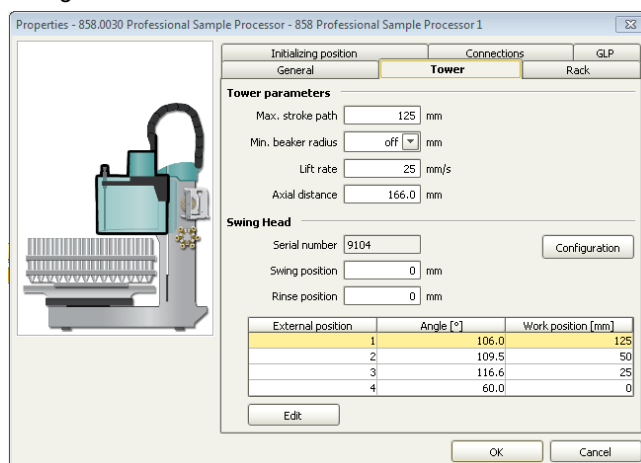 Properties - 858.0030 Professional Sample Processor - 858 Professional Sample Processor 1
Initializing position Connections GLP
General Tower Rack
Tower parameters
Max. stroke path 125 mm
Min. beaker radius off mm
Lift rate 25 mm/s
Axial distance 166.0 mm
Swing Head
Serial number 9104 Configuration
Swing position 0 mm
Rinse position 0 mm
External position Angle [°] Work position [mm]
1 106.0 125
2 109.5 50
3 116.6 25
4 60.0 0
Edit
OK Cancel